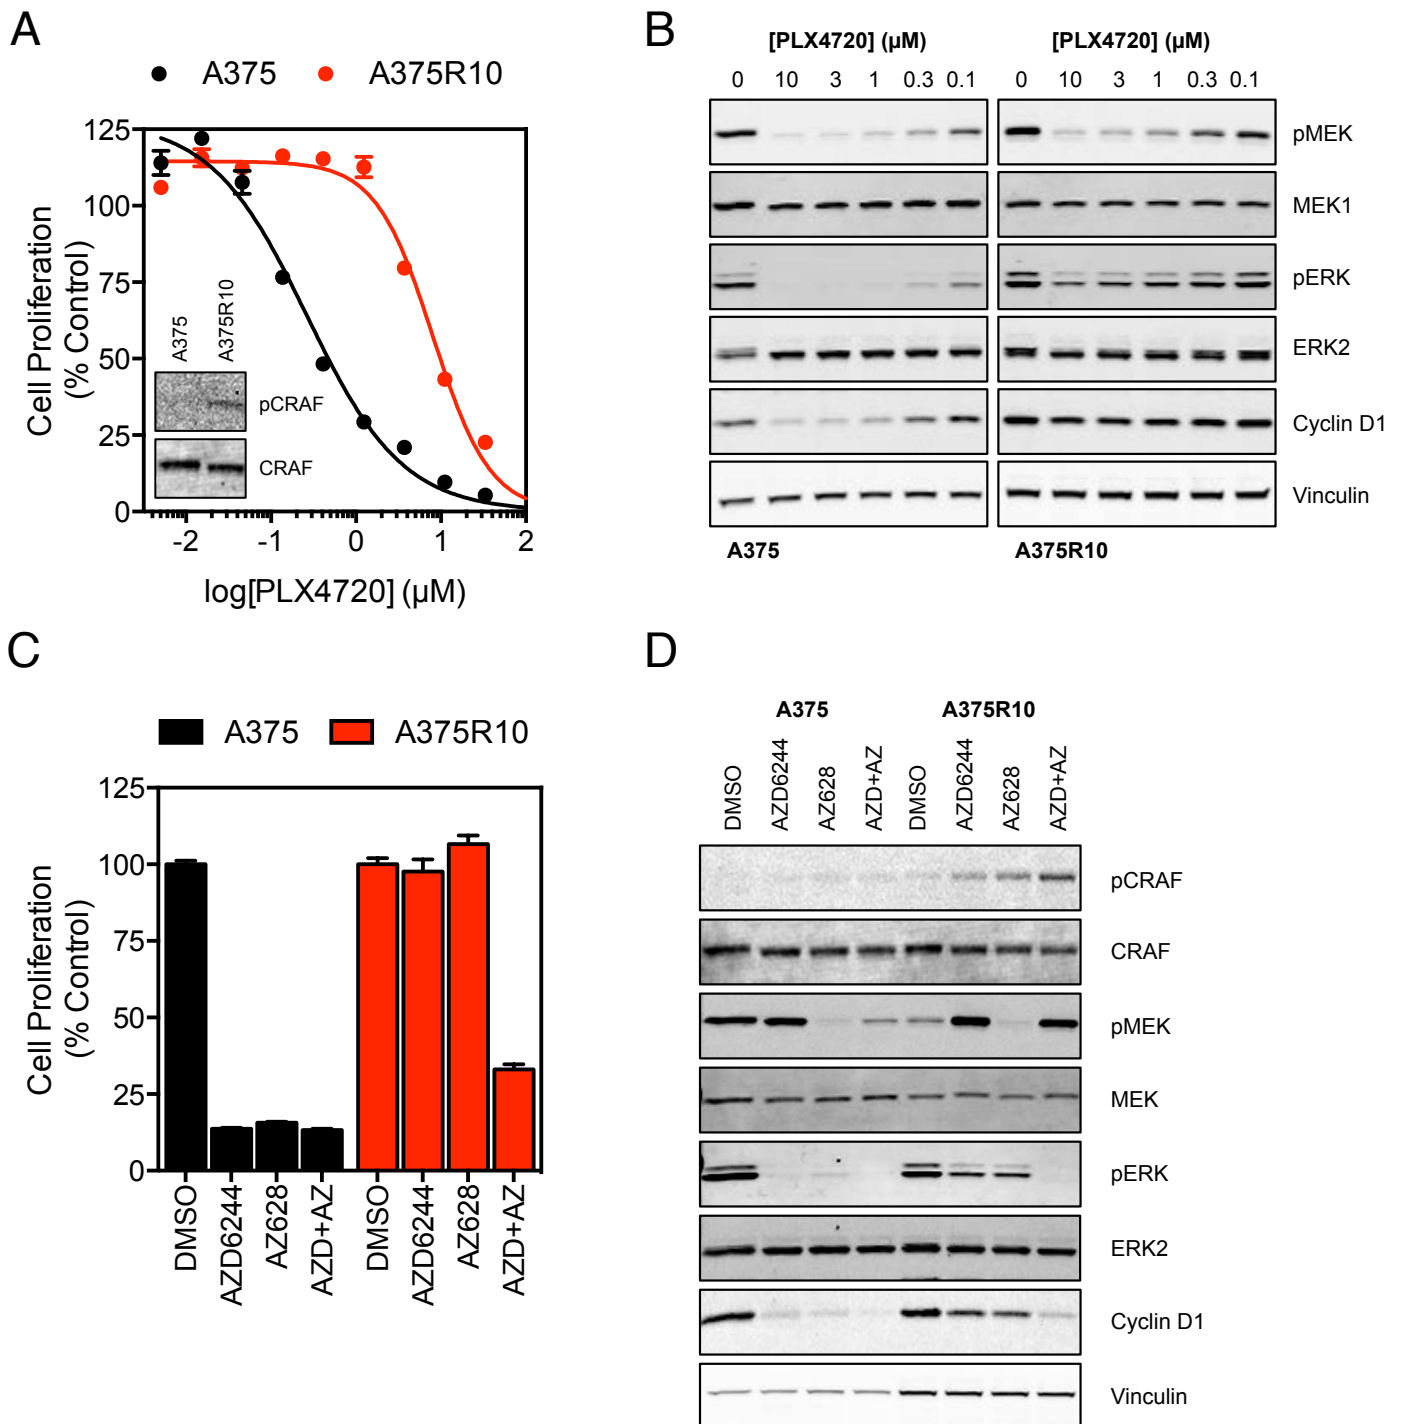 A
A375 A375R10
125
100
75
50
25
0
Cell Proliferation
(% Control)
A375
A375R10
pCRAF
CRAF
-2 -1 0 1 2
log[PLX4720] (µM)
B
[PLX4720] (µM) [PLX4720] (µM)
0 10 3 1 0.3 0.1 0 10 3 1 0.3 0.1
pMEK
MEK1
pERK
ERK2
Cyclin D1
Vinculin
A375 A375R10
C
A375 A375R10
125
100
75
50
25
0
Cell Proliferation
(% Control)
DMSO
AZD6244
AZ628
AZD+AZ
DMSO
AZD6244
AZ628
AZD+AZ
D
A375 A375R10
DMSO
AZD6244
AZ628
AZD+AZ
DMSO
AZD6244
AZ628
AZD+AZ
pCRAF
CRAF
pMEK
MEK
pERK
ERK2
Cyclin D1
Vinculin